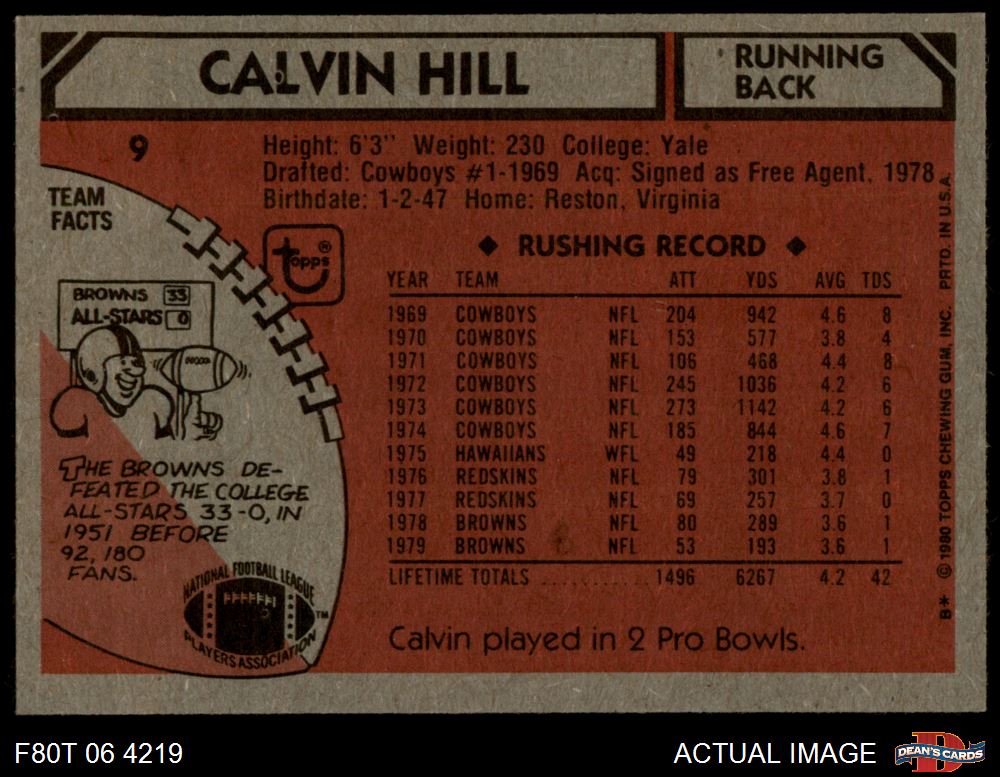 CALVIN HILL
RUNNING
BACK
9
Height: 6'3" Weight: 230 College: Yale
Drafted: Cowboys #1-1969 Acq: Signed as Free Agent, 1978
Birthdate: 1-2-47 Home: Reston, Virginia
TEAM
FACTS
topps®
BROWNS 33
ALL-STARS 0
THE BROWNS DE-
FEATED THE COLLEGE
ALL-STARS 33-0, IN
1951 BEFORE
92,180
FANS.
NATIONAL FOOTBALL LEAGUE
PLAYERS ASSOCIATION
TM
◆ RUSHING RECORD ◆
YEAR TEAM ATT YDS AVG TDS
1969 COWBOYS NFL 204 942 4.6 8
1970 COWBOYS NFL 153 577 3.8 4
1971 COWBOYS NFL 106 468 4.4 8
1972 COWBOYS NFL 245 1036 4.2 6
1973 COWBOYS NFL 273 1142 4.2 6
1974 COWBOYS NFL 185 844 4.6 7
1975 HAWAIIANS WFL 49 218 4.4 0
1976 REDSKINS NFL 79 301 3.8 1
1977 REDSKINS NFL 69 257 3.7 0
1978 BROWNS NFL 80 289 3.6 1
1979 BROWNS NFL 53 193 3.6 1
LIFETIME TOTALS ........... 1496 6267 4.2 42
Calvin played in 2 Pro Bowls.
B* © 1980 TOPPS CHEWING GUM, INC. PRTD. IN U.S.A.
F80T 06 4219
ACTUAL IMAGE
D
DEAN'S CARDS